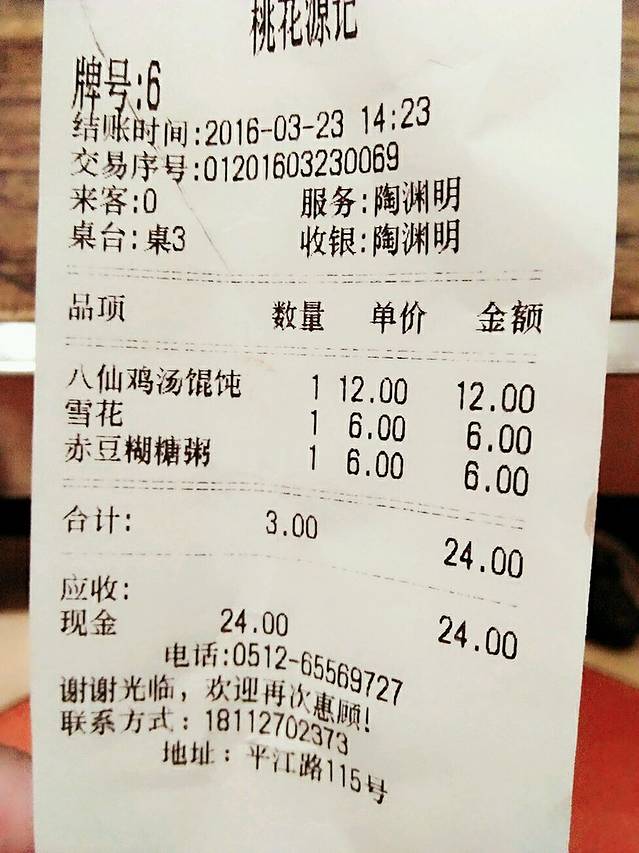 桃花源记
牌号:6
结账时间:2016-03-23 14:23
交易序号:01201603230069
来客:0 服务:陶渊明
桌台:桌3 收银:陶渊明
品项 数量 单价 金额
八仙鸡汤馄饨 1 12.00 12.00
雪花 1 6.00 6.00
赤豆糊糖粥 1 6.00 6.00
合计: 3.00 24.00
应收:
现金 24.00 24.00
电话:0512-65569727
谢谢光临，欢迎再次惠顾!
联系方式：18112702373
地址：平江路115号